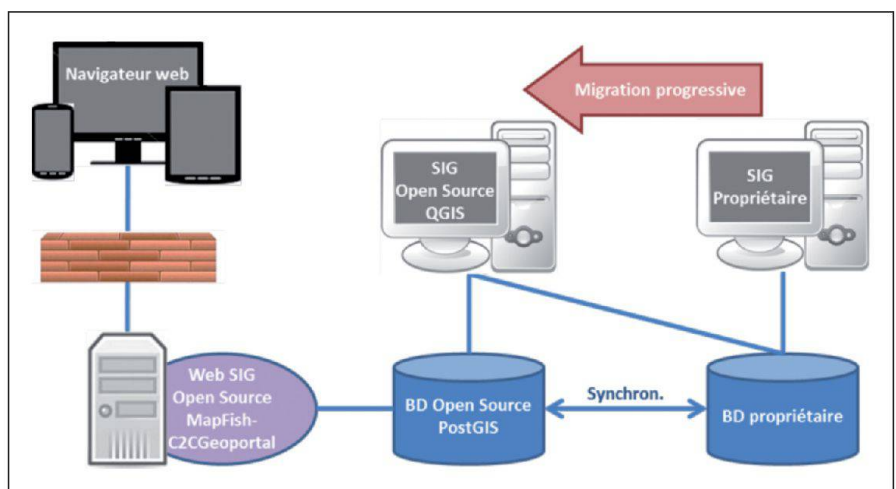 Navigateur web
Migration progressive
SIG
Open Source
QGIS
SIG
Propriétaire
Web SIG
Open Source
MapFish-
C2CGeoportal
BD Open Source
PostGIS
Synchron.
BD propriétaire